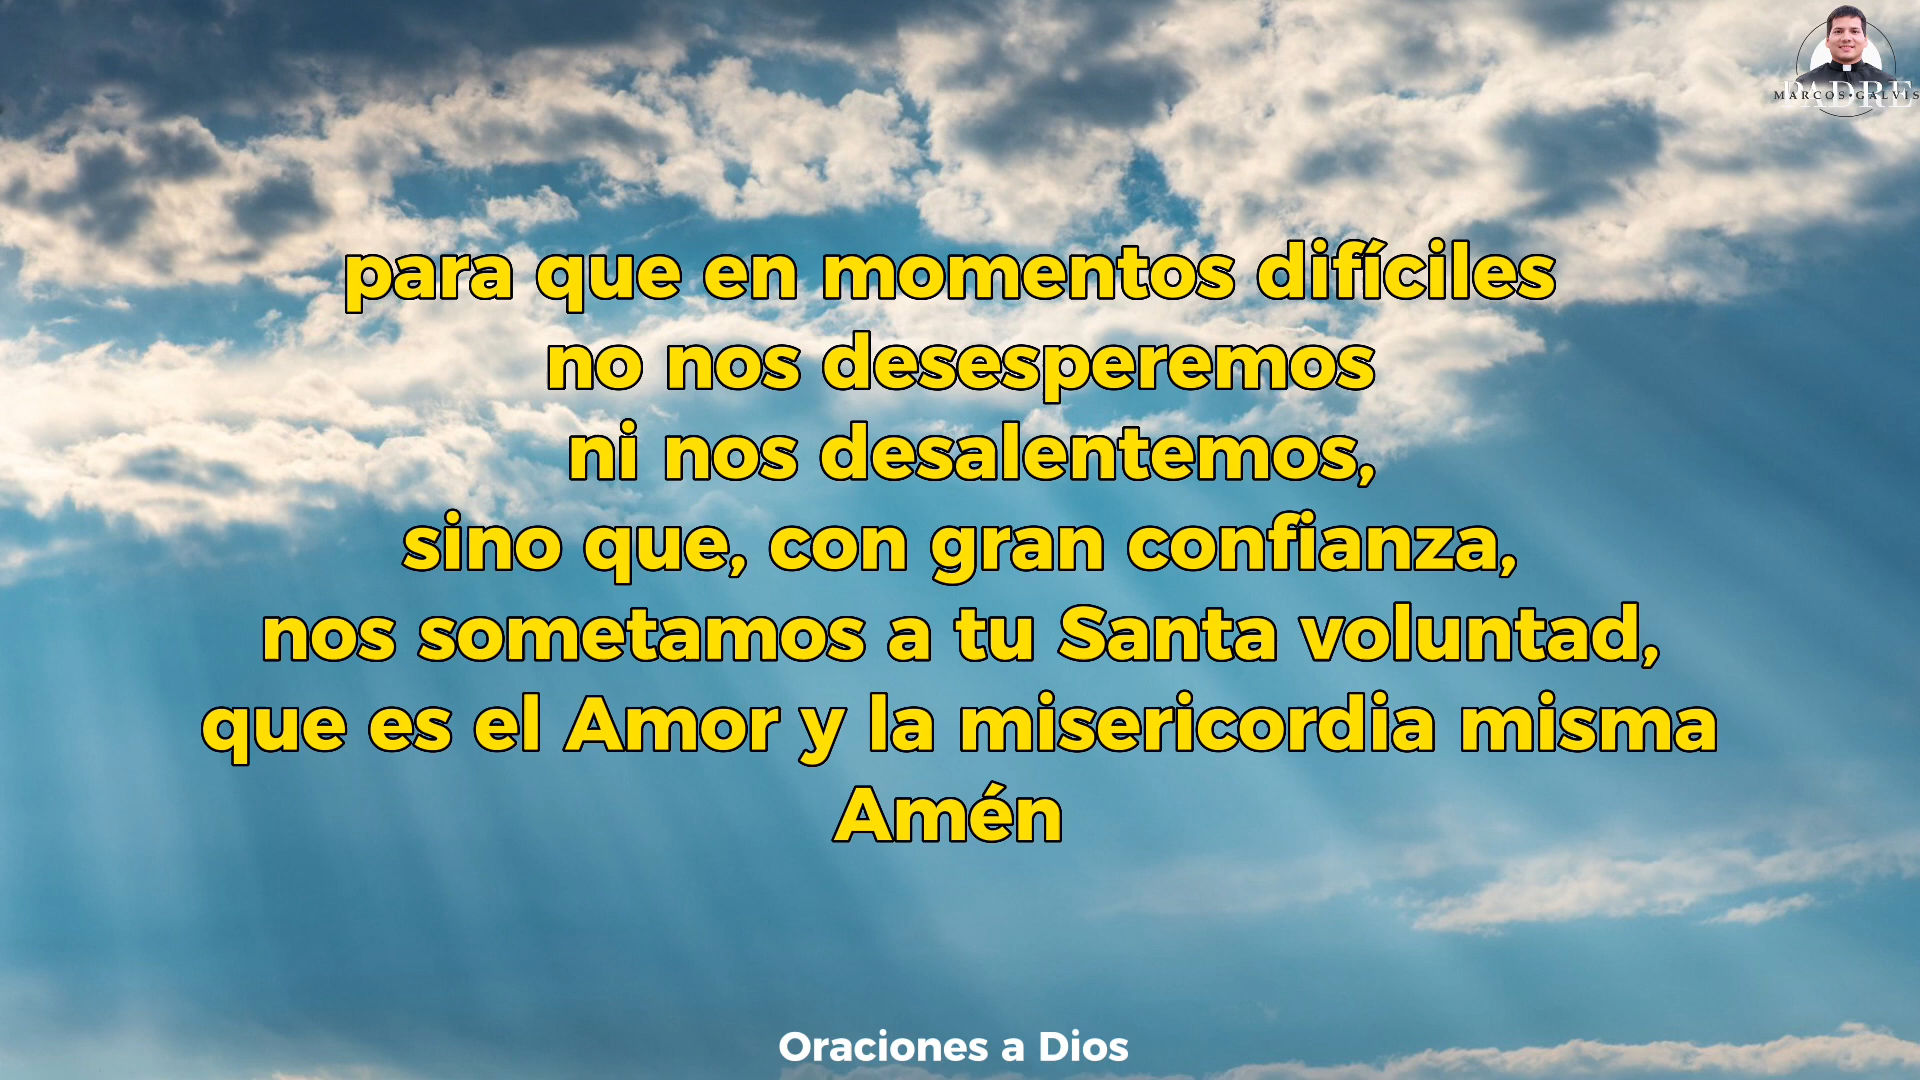 PADRE
MARCOS•GALVIS
para que en momentos difíciles
no nos desesperemos
ni nos desalentemos,
sino que, con gran confianza,
nos sometamos a tu Santa voluntad,
que es el Amor y la misericordia misma
Amén
Oraciones a Dios